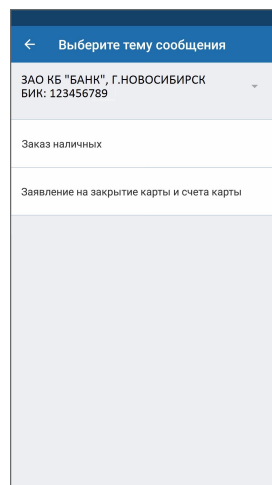 Выберите тему сообщения
ЗАО КБ "БАНК", Г.НОВОСИБИРСК
БИК: 123456789
Заказ наличных
Заявление на закрытие карты и счета карты